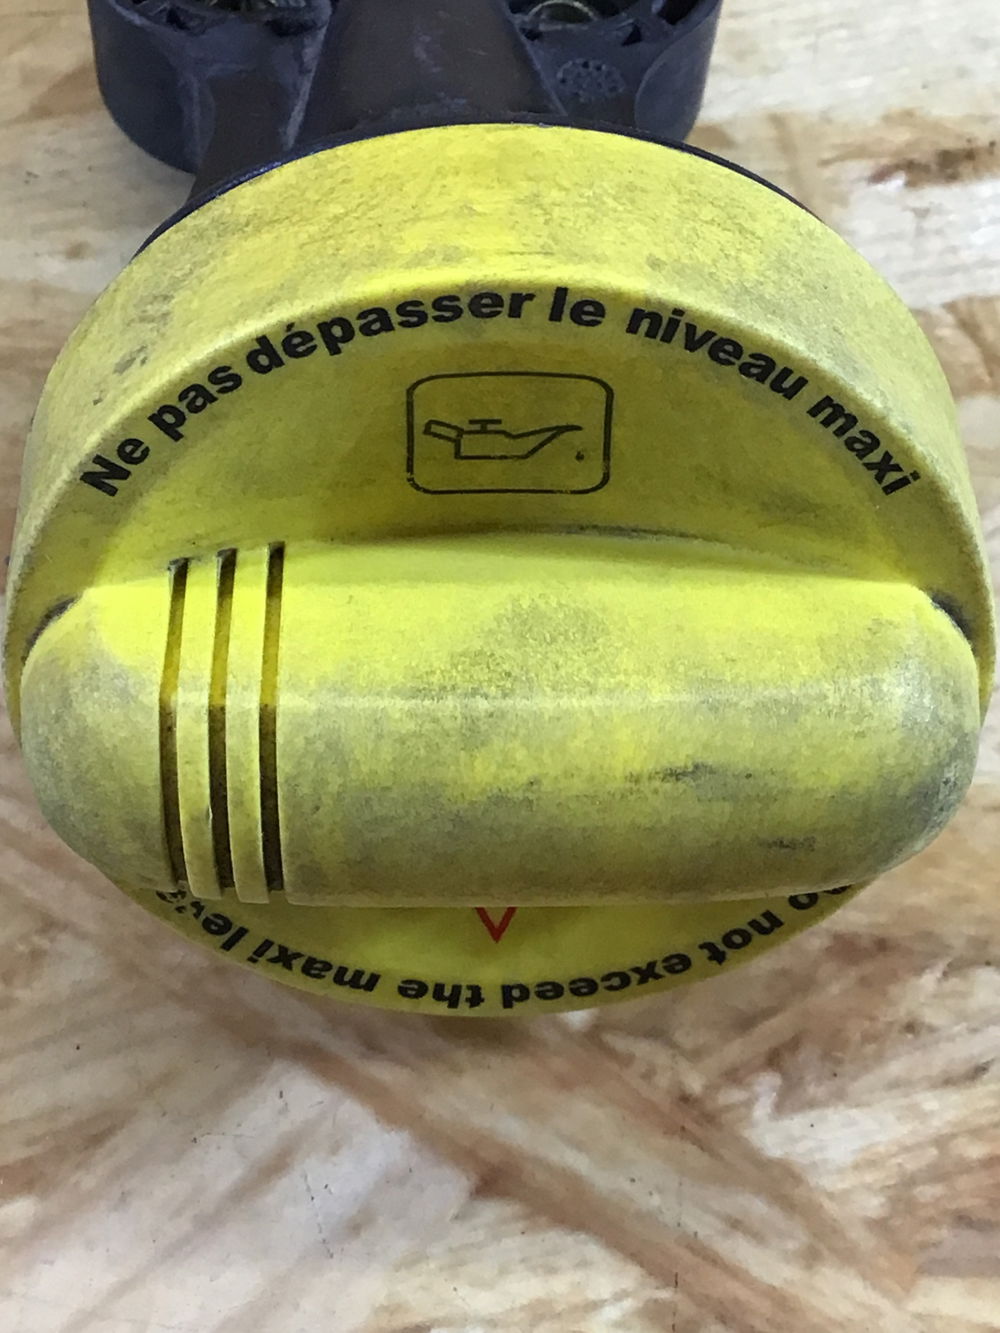 Ne pas dépasser le niveau maxi
not exceed the maxi